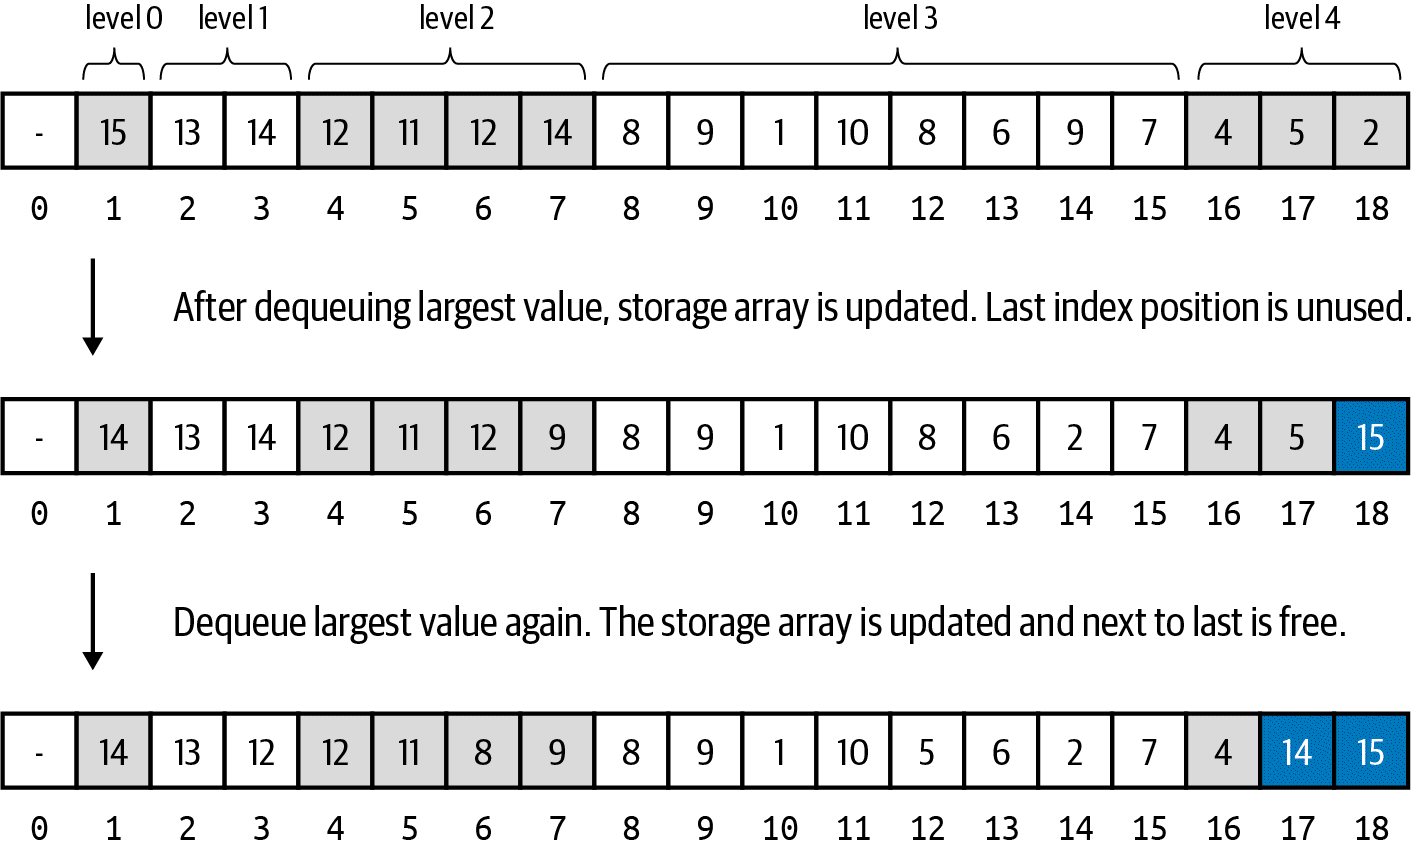 level 0 level 1 level 2 level 3 level 4
- 15 13 14 12 11 12 14 8 9 1 10 8 6 9 7 4 5 2
0 1 2 3 4 5 6 7 8 9 10 11 12 13 14 15 16 17 18
After dequeuing largest value, storage array is updated. Last index position is unused.
- 14 13 14 12 11 12 9 8 9 1 10 8 6 2 7 4 5 15
0 1 2 3 4 5 6 7 8 9 10 11 12 13 14 15 16 17 18
Dequeue largest value again. The storage array is updated and next to last is free.
- 14 13 12 12 11 8 9 8 9 1 10 5 6 2 7 4 14 15
0 1 2 3 4 5 6 7 8 9 10 11 12 13 14 15 16 17 18